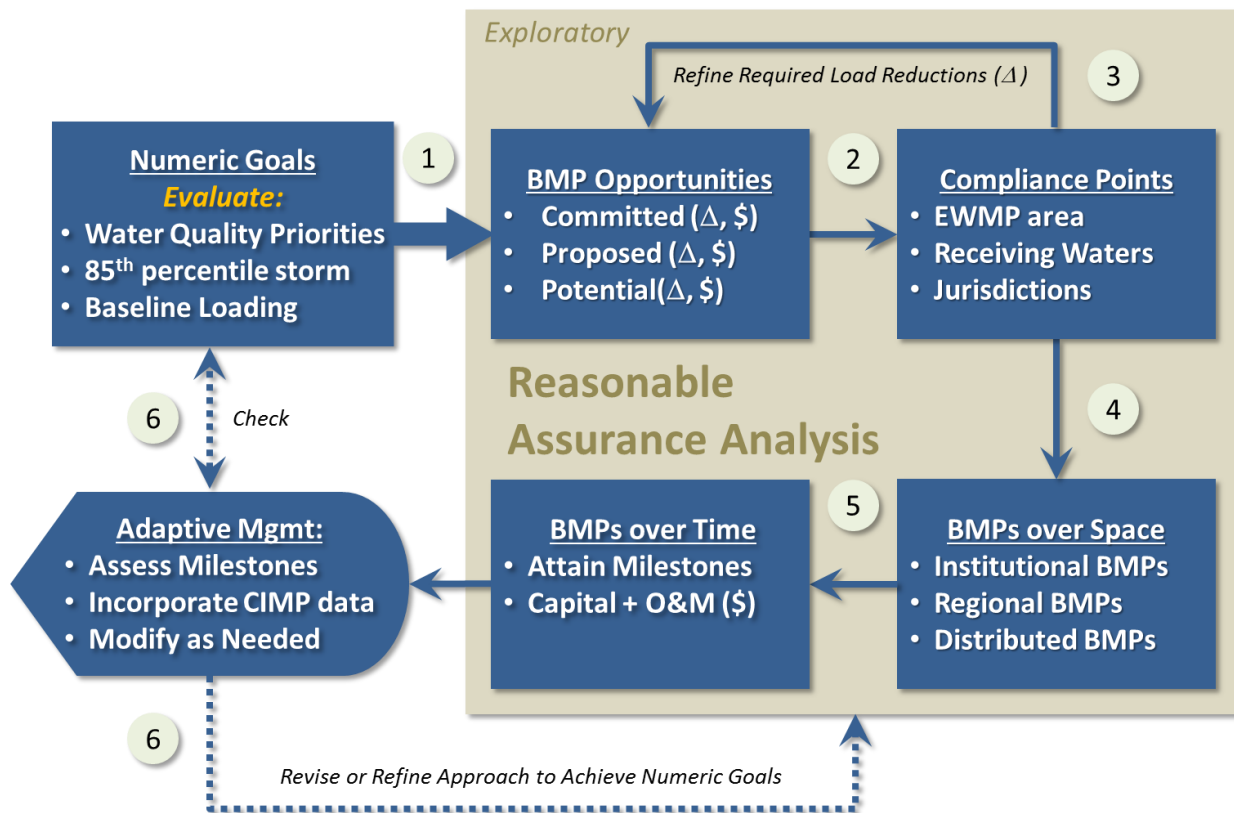 Exploratory
Refine Required Load Reductions (Δ)
3
Numeric Goals
Evaluate:
• Water Quality Priorities
• 85th percentile storm
• Baseline Loading
1
BMP Opportunities
• Committed (Δ, $)
• Proposed (Δ, $)
• Potential(Δ, $)
2
Compliance Points
• EWMP area
• Receiving Waters
• Jurisdictions
Reasonable
Assurance Analysis
4
6
Check
Adaptive Mgmt:
• Assess Milestones
• Incorporate CIMP data
• Modify as Needed
BMPs over Time
• Attain Milestones
• Capital + O&M ($)
5
BMPs over Space
• Institutional BMPs
• Regional BMPs
• Distributed BMPs
6
Revise or Refine Approach to Achieve Numeric Goals